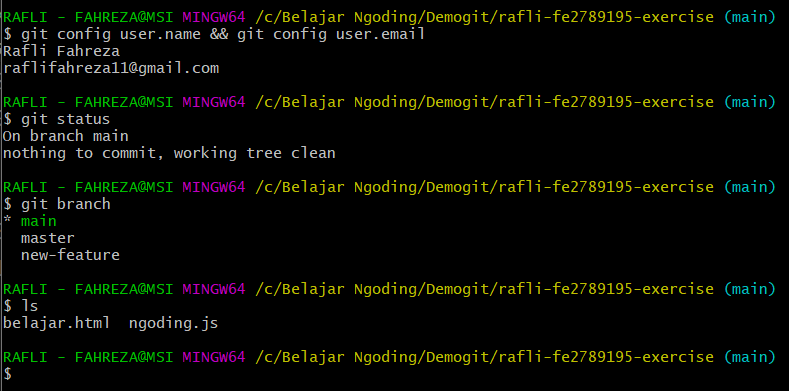 RAFLI - FAHREZA@MSI MINGW64 /c/Belajar Ngoding/Demogit/rafli-fe2789195-exercise (main)
$ git config user.name && git config user.email
Rafli Fahreza
raflifahreza11@gmail.com
RAFLI - FAHREZA@MSI MINGW64 /c/Belajar Ngoding/Demogit/rafli-fe2789195-exercise (main)
$ git status
On branch main
nothing to commit, working tree clean
RAFLI - FAHREZA@MSI MINGW64 /c/Belajar Ngoding/Demogit/rafli-fe2789195-exercise (main)
$ git branch
* main
  master
  new-feature
RAFLI - FAHREZA@MSI MINGW64 /c/Belajar Ngoding/Demogit/rafli-fe2789195-exercise (main)
$ ls
belajar.html  ngoding.js
RAFLI - FAHREZA@MSI MINGW64 /c/Belajar Ngoding/Demogit/rafli-fe2789195-exercise (main)
$